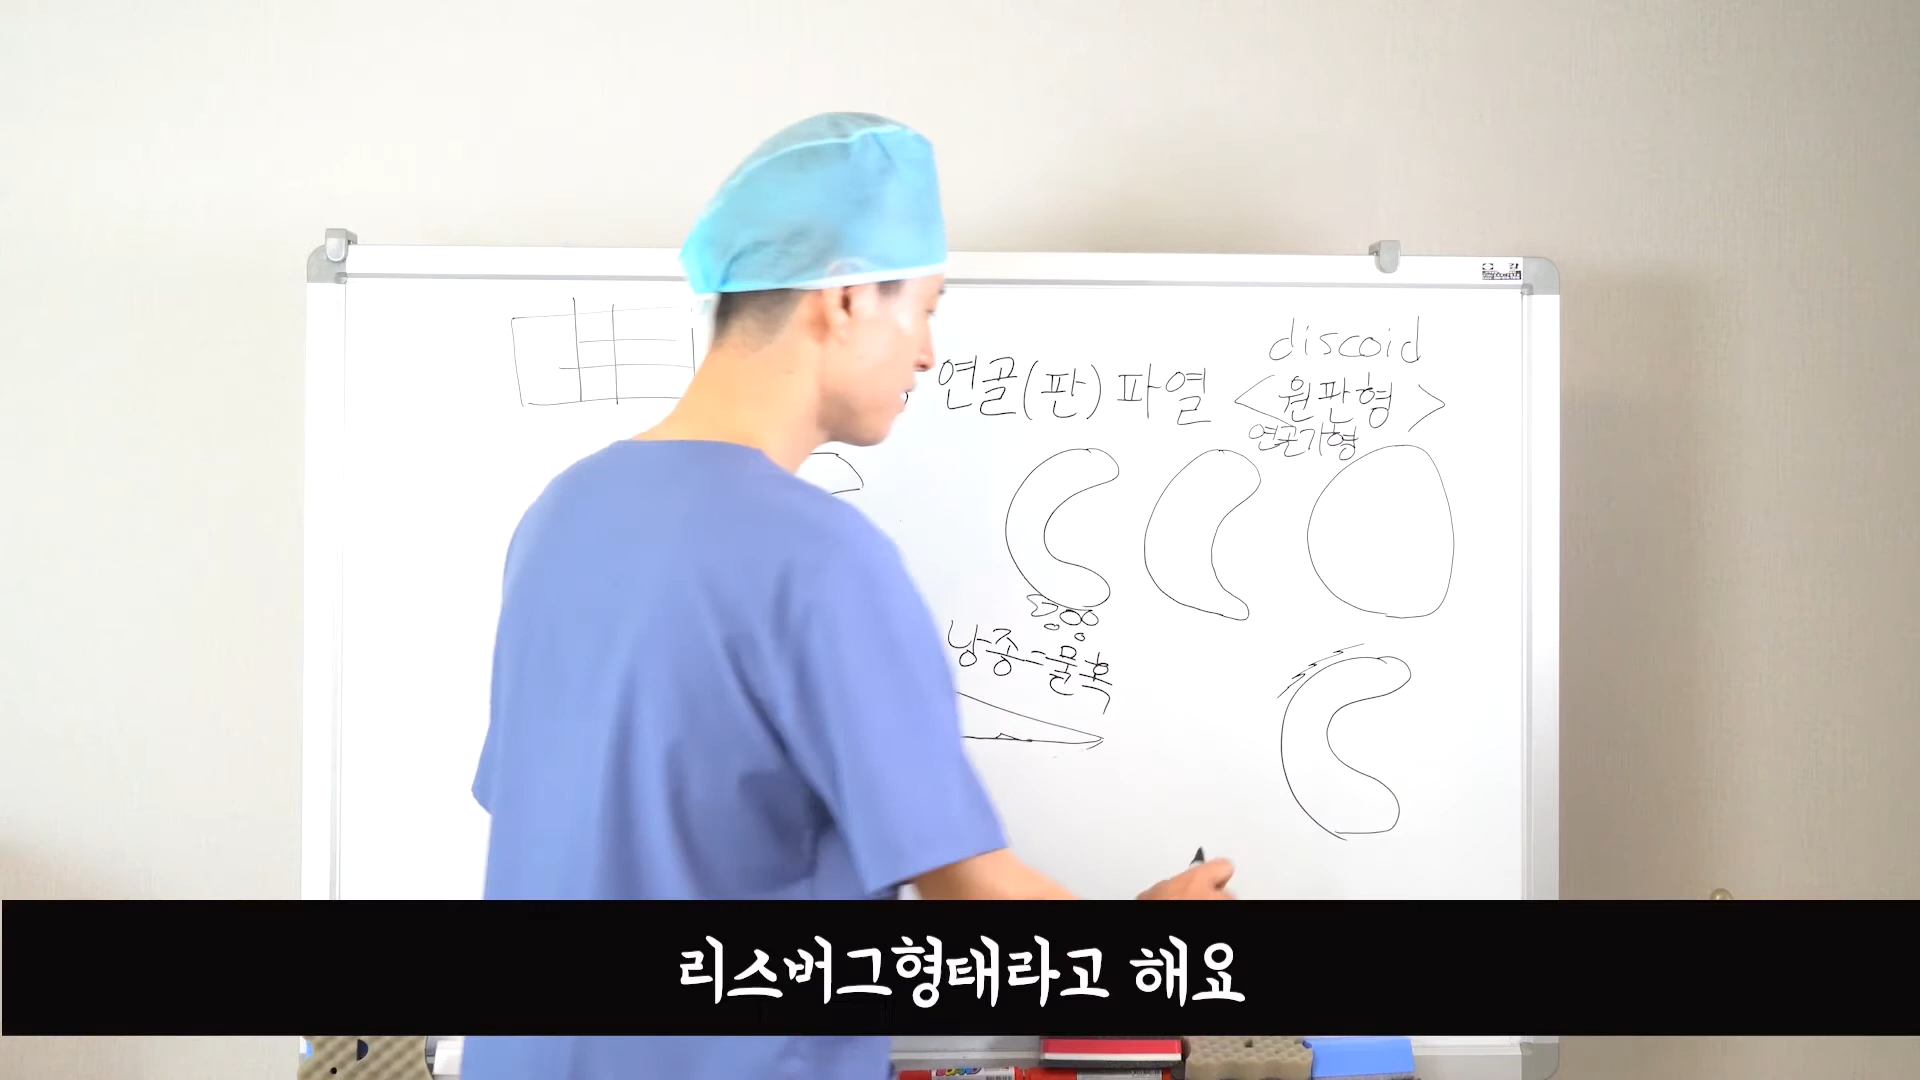 discoid
연골(판) 파열 <원판형>
연골기형
낭종-물혹
리스버그형태라고 해요
BOARD